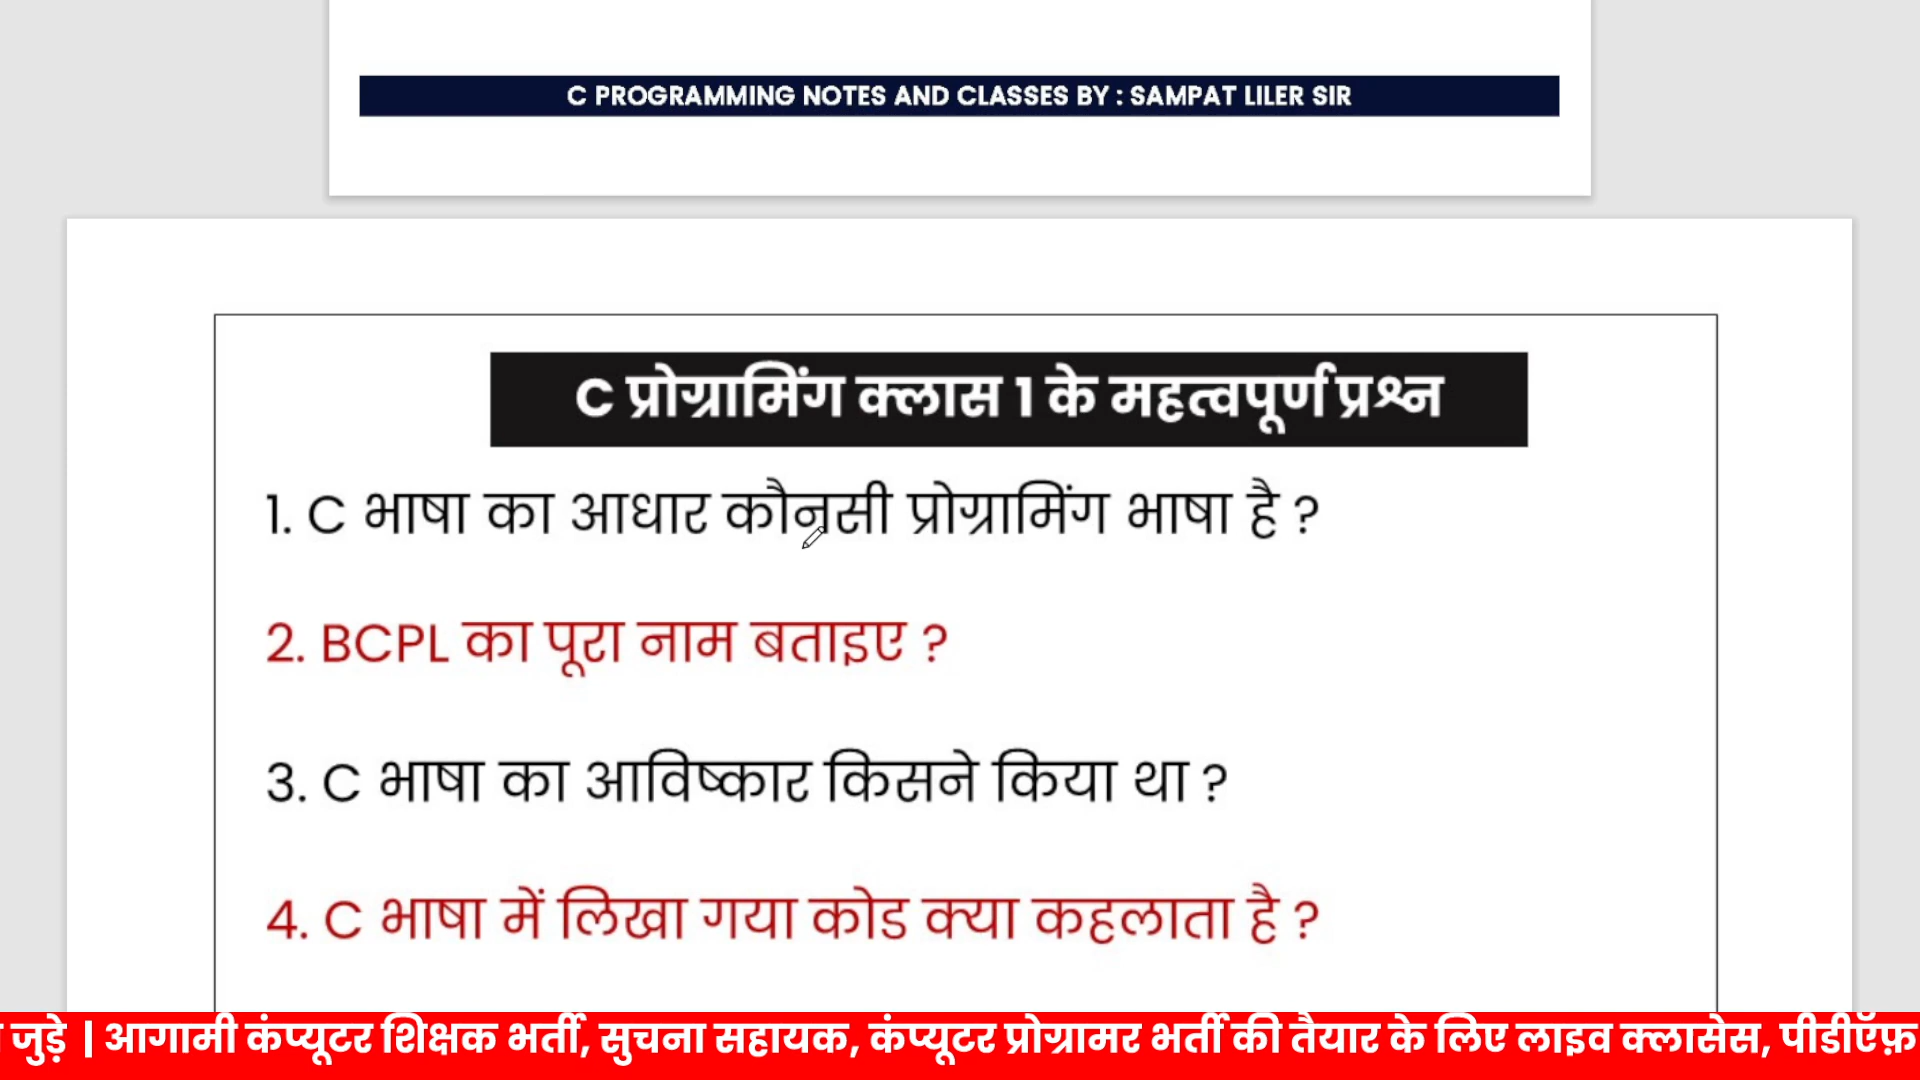 C PROGRAMMING NOTES AND CLASSES BY : SAMPAT LILER SIR
C प्रोग्रामिंग क्लास 1 के महत्वपूर्ण प्रश्न
1. C भाषा का आधार कौनसी प्रोग्रामिंग भाषा है ?
2. BCPL का पूरा नाम बताइए ?
3. C भाषा का आविष्कार किसने किया था ?
4. C भाषा में लिखा गया कोड क्या कहलाता है ?
जुड़े | आगामी कंप्यूटर शिक्षक भर्ती, सुचना सहायक, कंप्यूटर प्रोग्रामर भर्ती की तैयार के लिए लाइव क्लासेस, पीडीऍफ़